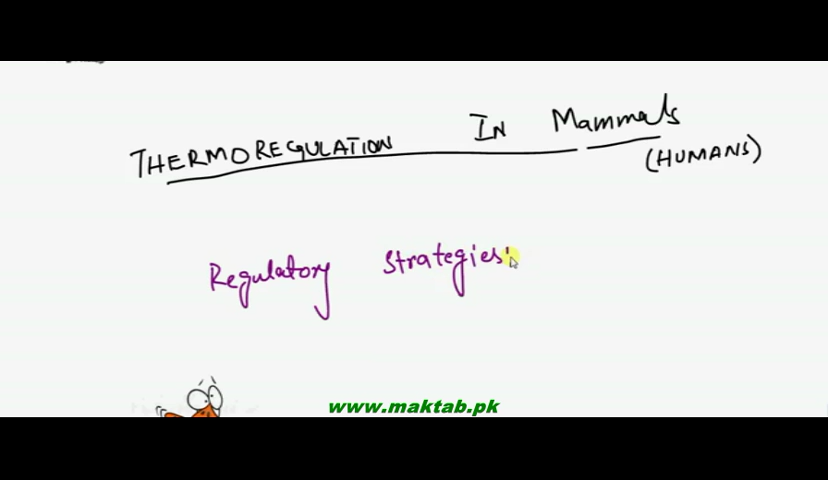 THERMOREGULATION IN Mammals
(HUMANS)
Regulatory Strategies:
www.maktab.pk